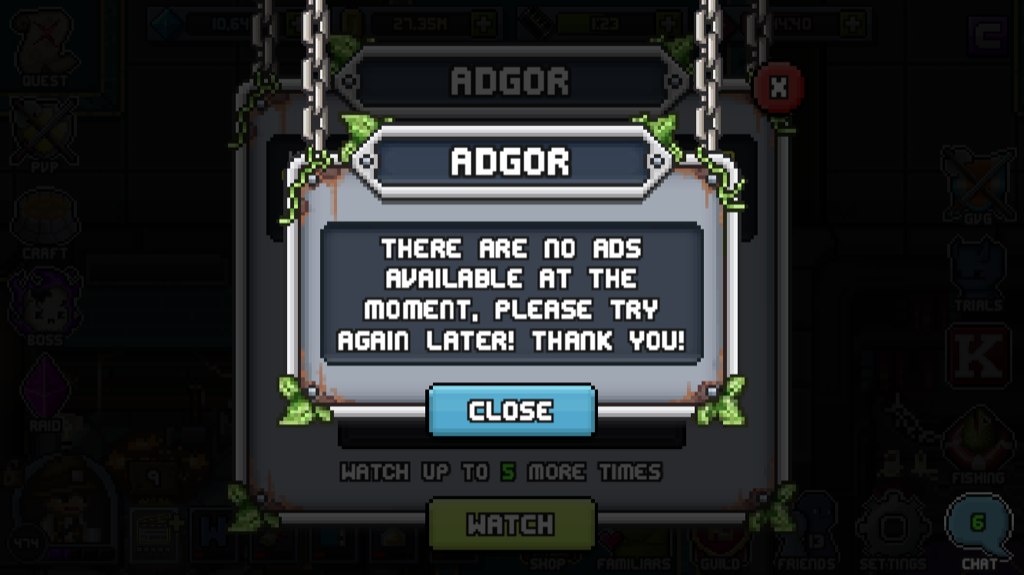 10,64
27.35M
1:23
ADGOR
X
QUEST
ADGOR
PVP
THERE ARE NO ADS
AVAILABLE AT THE
MOMENT, PLEASE TRY
AGAIN LATER! THANK YOU!
GVG
CRAFT
TRIALS
BOSS
K
CLOSE
RAID
WATCH UP TO 5 MORE TIMES
FISHING
9
WATCH
6
474
13
SHOP
FAMILIARS
GUILD
FRIENDS
SETTINGS
CHAT